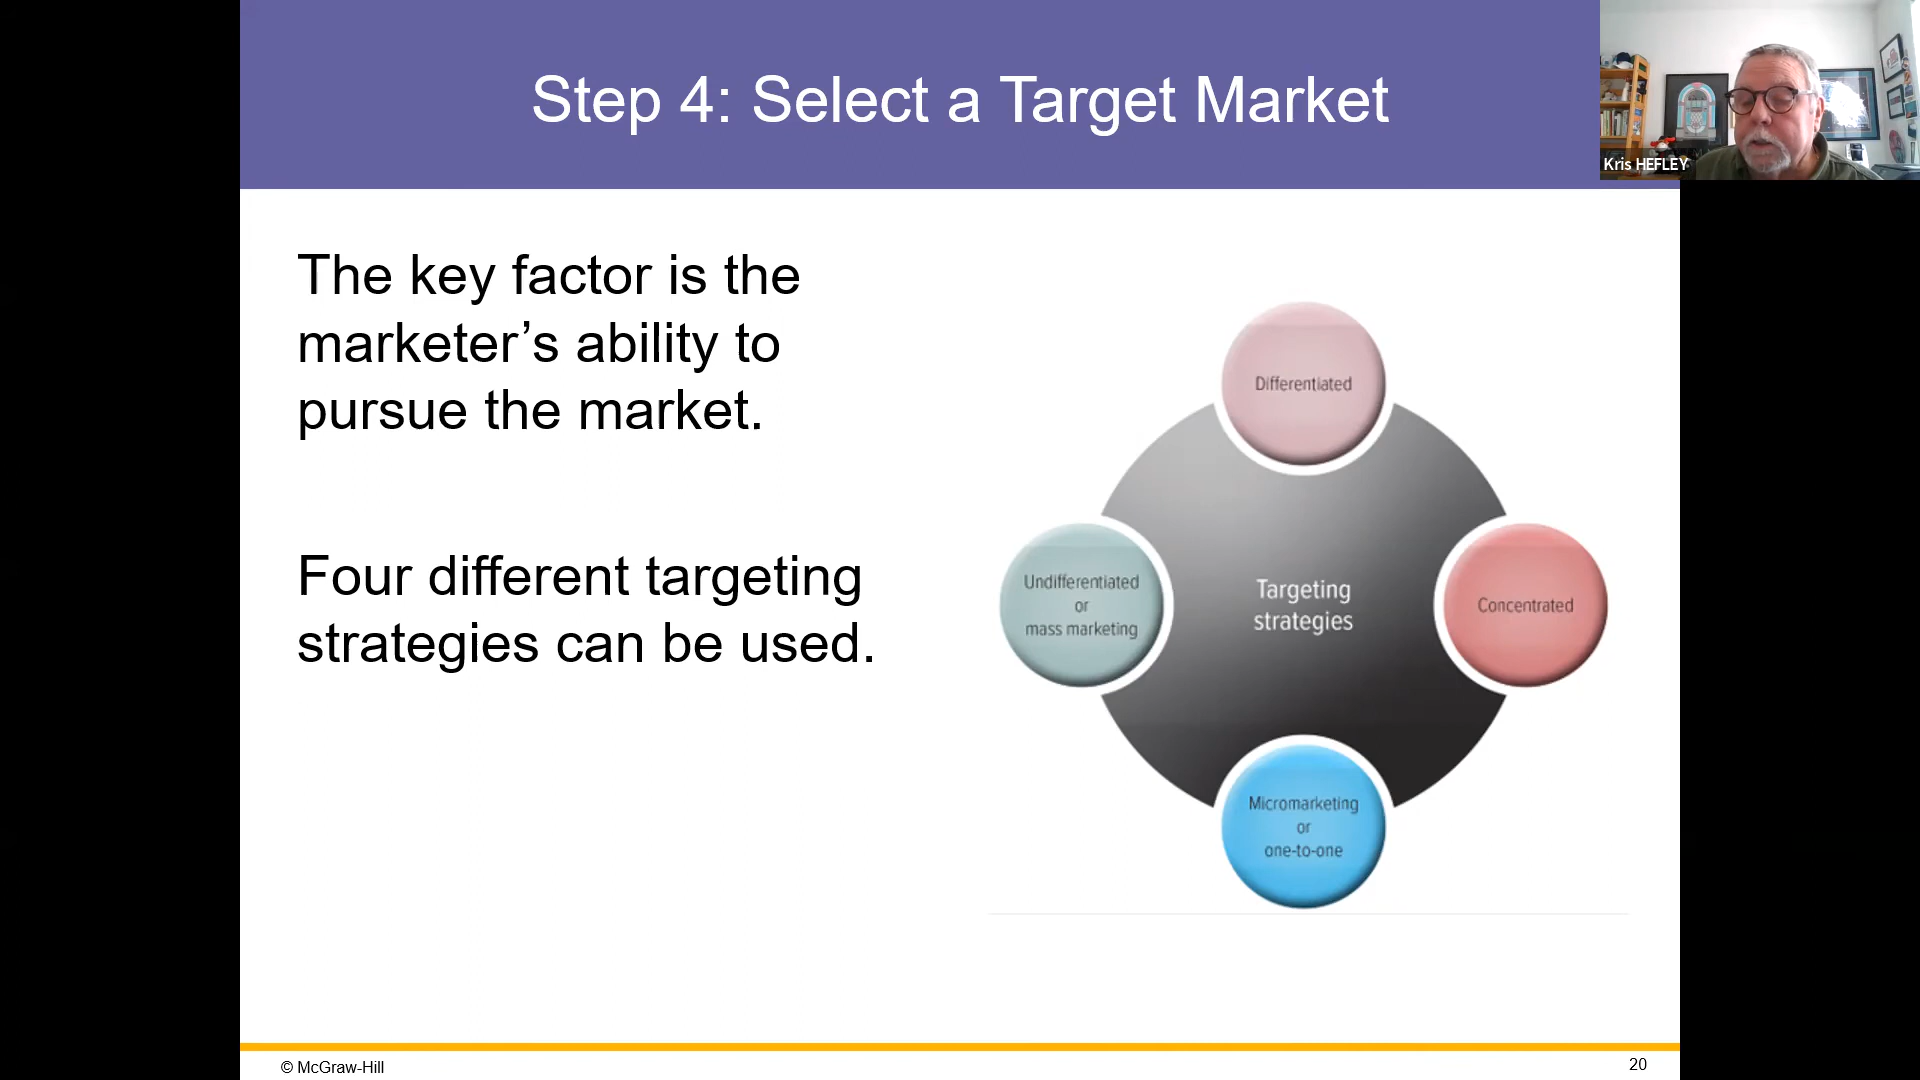 Step 4: Select a Target Market
Kris HEFLEY
The key factor is the
marketer’s ability to
pursue the market.
Four different targeting
strategies can be used.
Differentiated
Undifferentiated
or
mass marketing
Targeting
strategies
Concentrated
Micromarketing
or
one-to-one
© McGraw-Hill
20